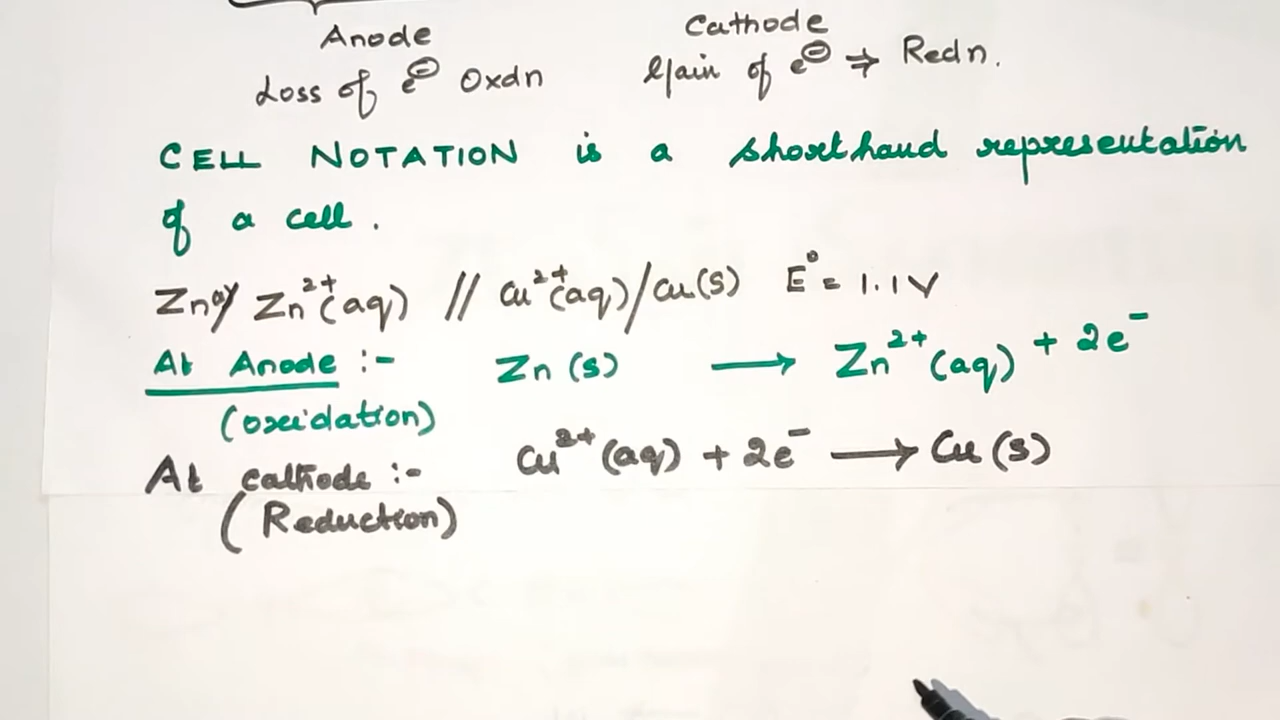 Anode Cathode
Loss of e⊖ Oxdn Gain of e⊖ ⇒ Redn.
CELL NOTATION is a shorthand representation
of a cell.
Zn(s)/ Zn²⁺(aq) // Cu²⁺(aq)/Cu(s) E° = 1.1V
At Anode :- Zn (s) ⟶ Zn²⁺(aq) + 2e⁻
(oxidation)
At cathode :- Cu²⁺(aq) + 2e⁻ ⟶ Cu(s)
(Reduction)